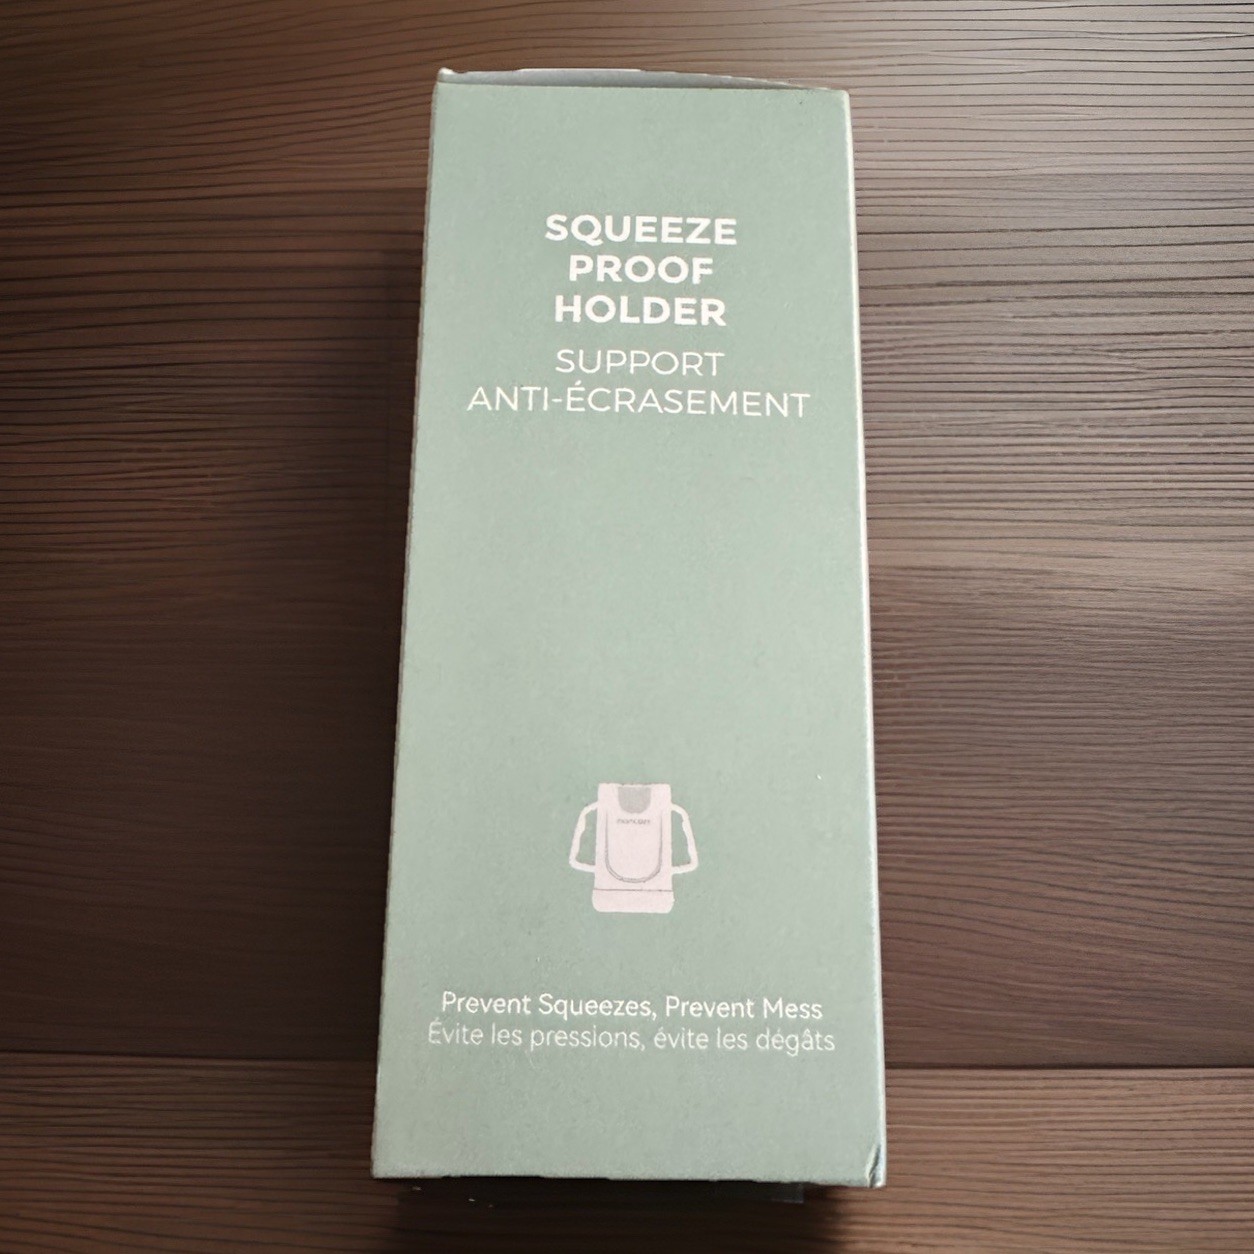 SQUEEZE
PROOF
HOLDER
SUPPORT
ANTI-ÉCRASEMENT
Prevent Squeezes, Prevent Mess
Évite les pressions, évite les dégâts